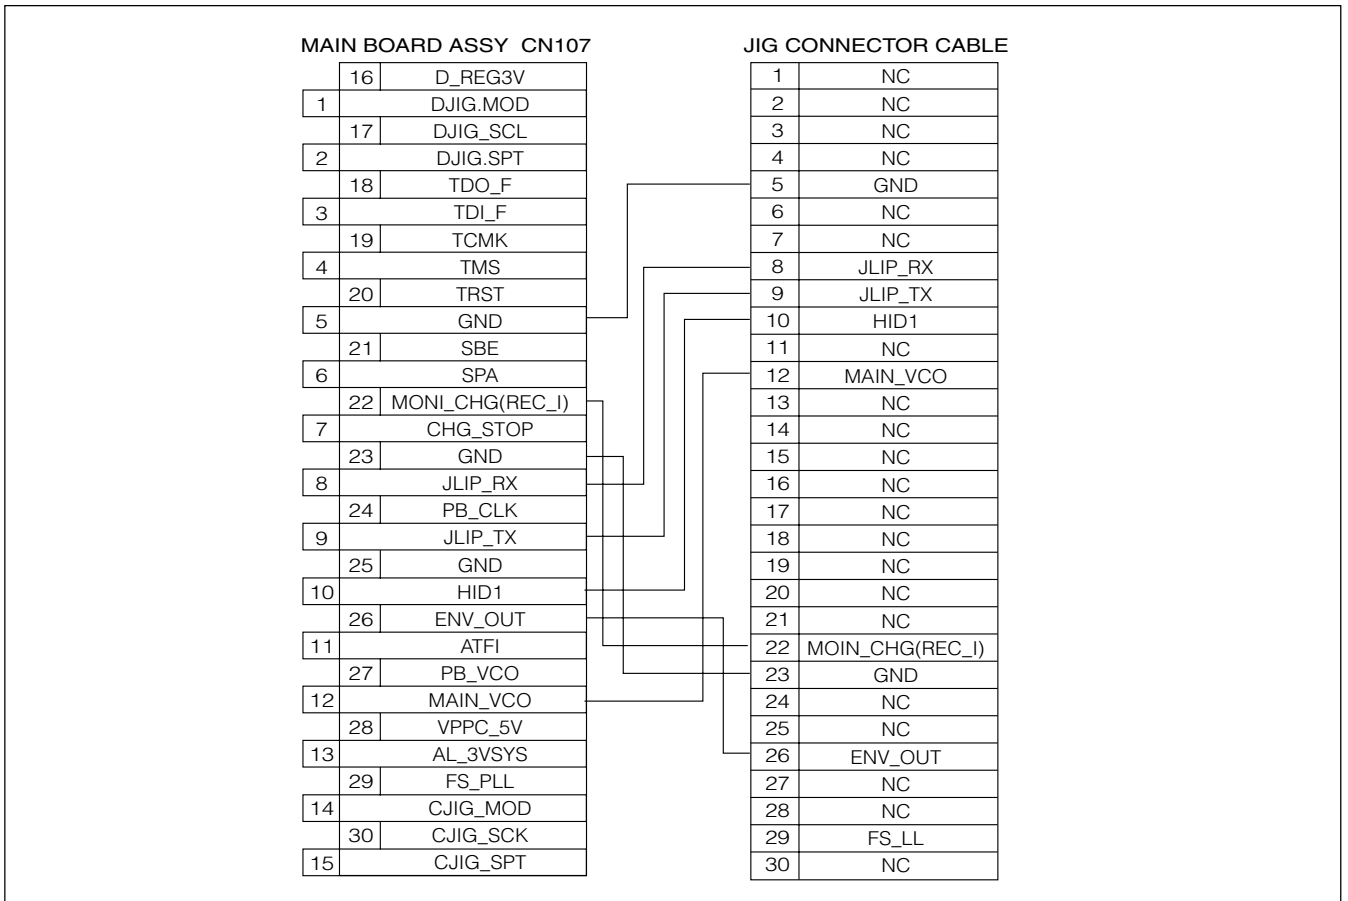 MAIN BOARD ASSY CN107
16 D_REG3V
1 DJIG.MOD
17 DJIG_SCL
2 DJIG.SPT
18 TDO_F
3 TDI_F
19 TCMK
4 TMS
20 TRST
5 GND
21 SBE
6 SPA
22 MONI_CHG(REC_I)
7 CHG_STOP
23 GND
8 JLIP_RX
24 PB_CLK
9 JLIP_TX
25 GND
10 HID1
26 ENV_OUT
11 ATFI
27 PB_VCO
12 MAIN_VCO
28 VPPC_5V
13 AL_3VSYS
29 FS_PLL
14 CJIG_MOD
30 CJIG_SCK
15 CJIG_SPT
JIG CONNECTOR CABLE
1 NC
2 NC
3 NC
4 NC
5 GND
6 NC
7 NC
8 JLIP_RX
9 JLIP_TX
10 HID1
11 NC
12 MAIN_VCO
13 NC
14 NC
15 NC
16 NC
17 NC
18 NC
19 NC
20 NC
21 NC
22 MOIN_CHG(REC_I)
23 GND
24 NC
25 NC
26 ENV_OUT
27 NC
28 NC
29 FS_LL
30 NC